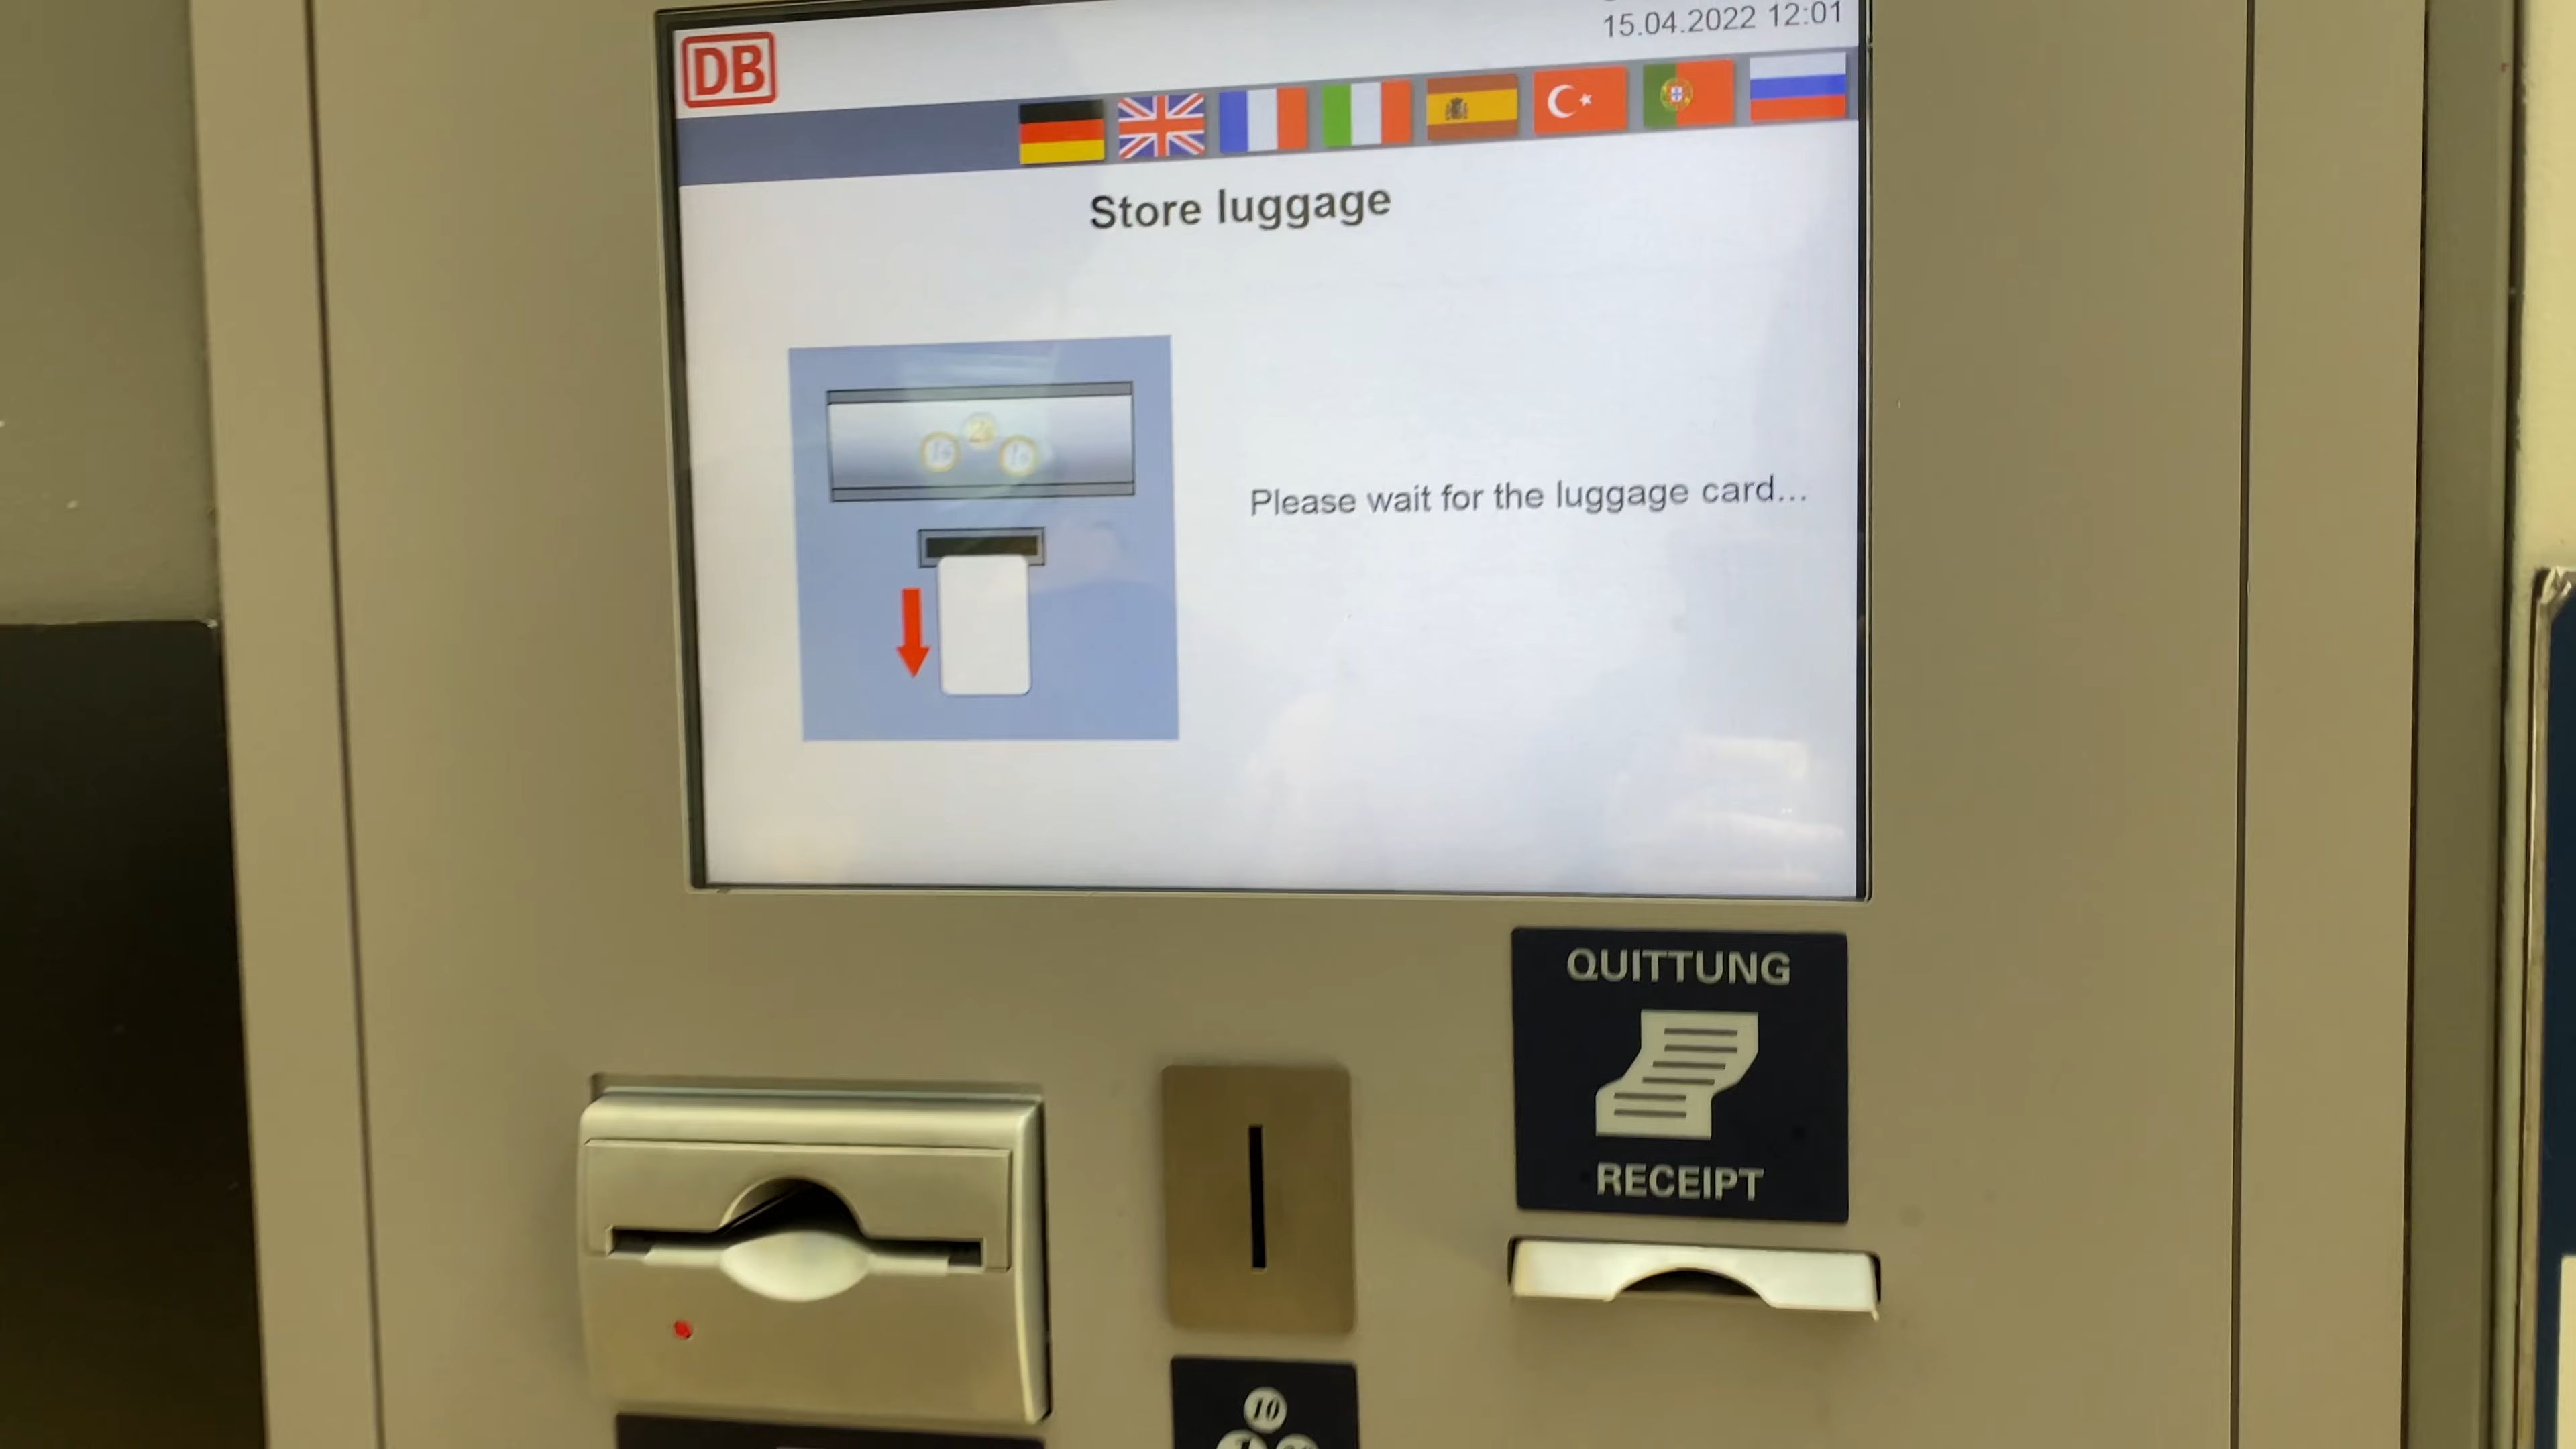 15.04.2022 12:01
DB
Store luggage
Please wait for the luggage card...
QUITTUNG
RECEIPT
10